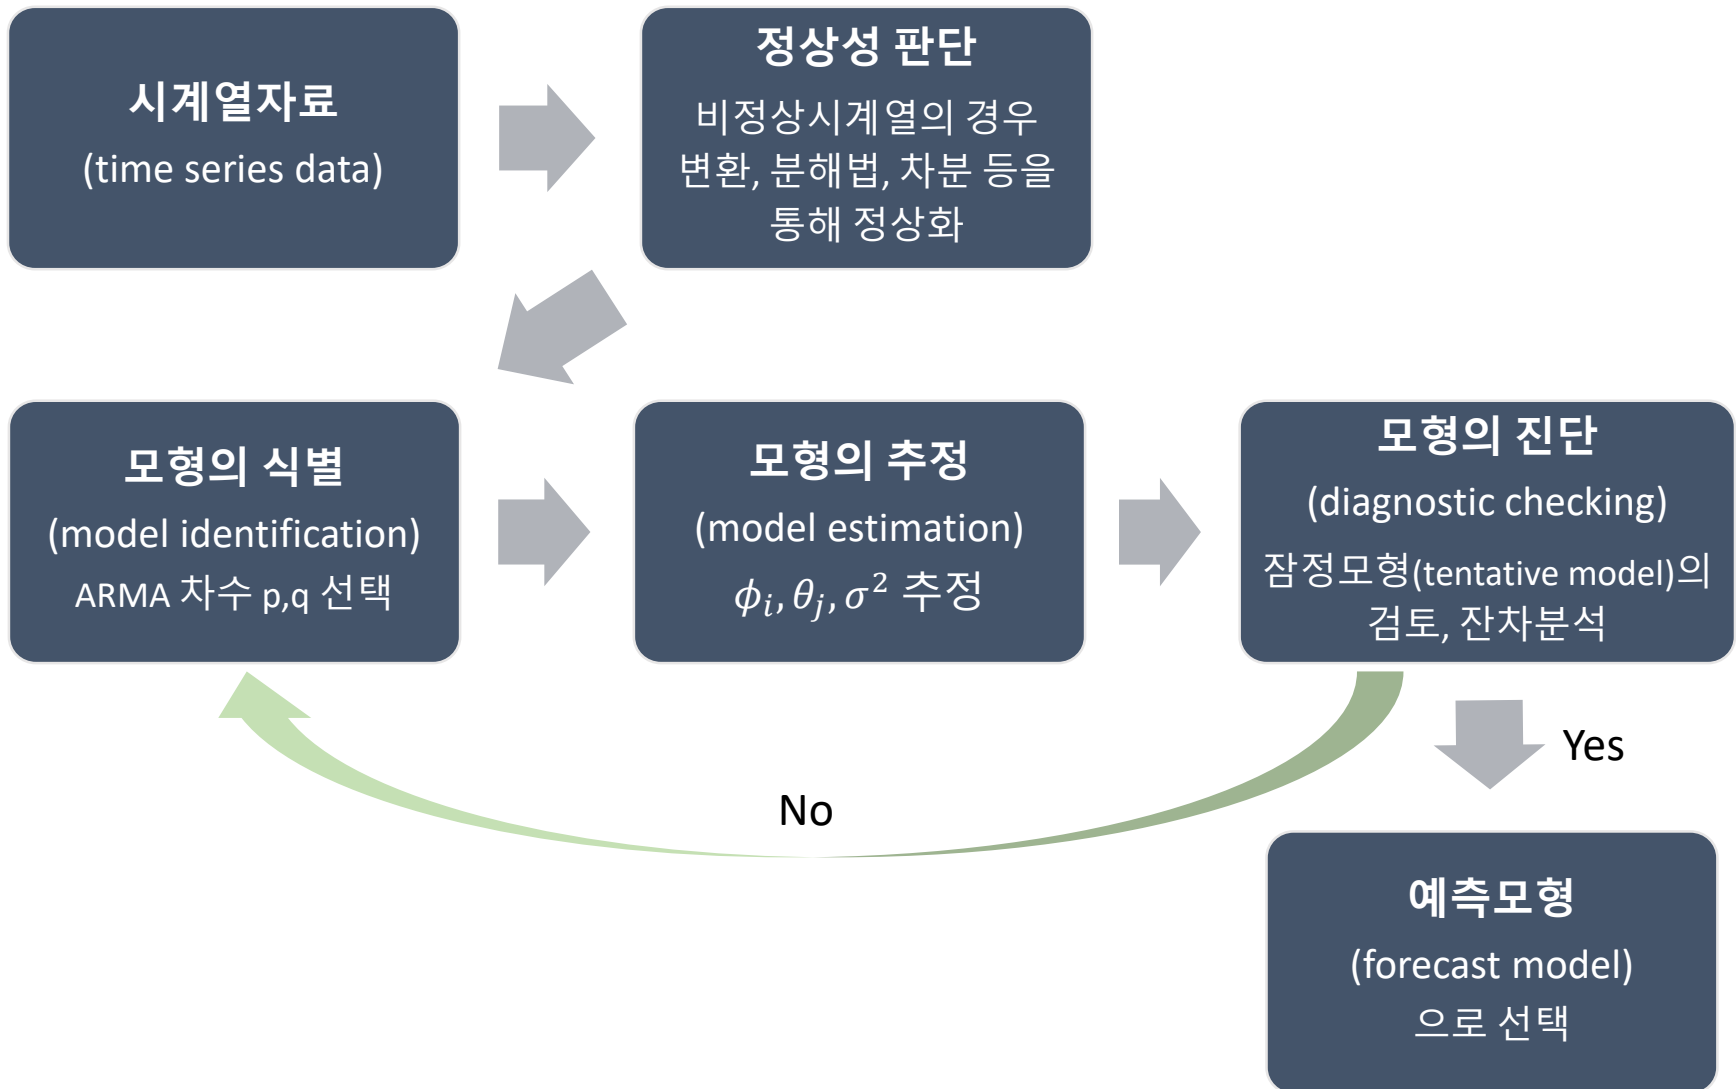 시계열자료
(time series data)
정상성 판단
비정상시계열의 경우
변환, 분해법, 차분 등을
통해 정상화
모형의 식별
(model identification)
ARMA 차수 p,q 선택
모형의 추정
(model estimation)
𝜙ᵢ, 𝜃ⱼ, 𝜎² 추정
모형의 진단
(diagnostic checking)
잠정모형(tentative model)의
검토, 잔차분석
Yes
No
예측모형
(forecast model)
으로 선택